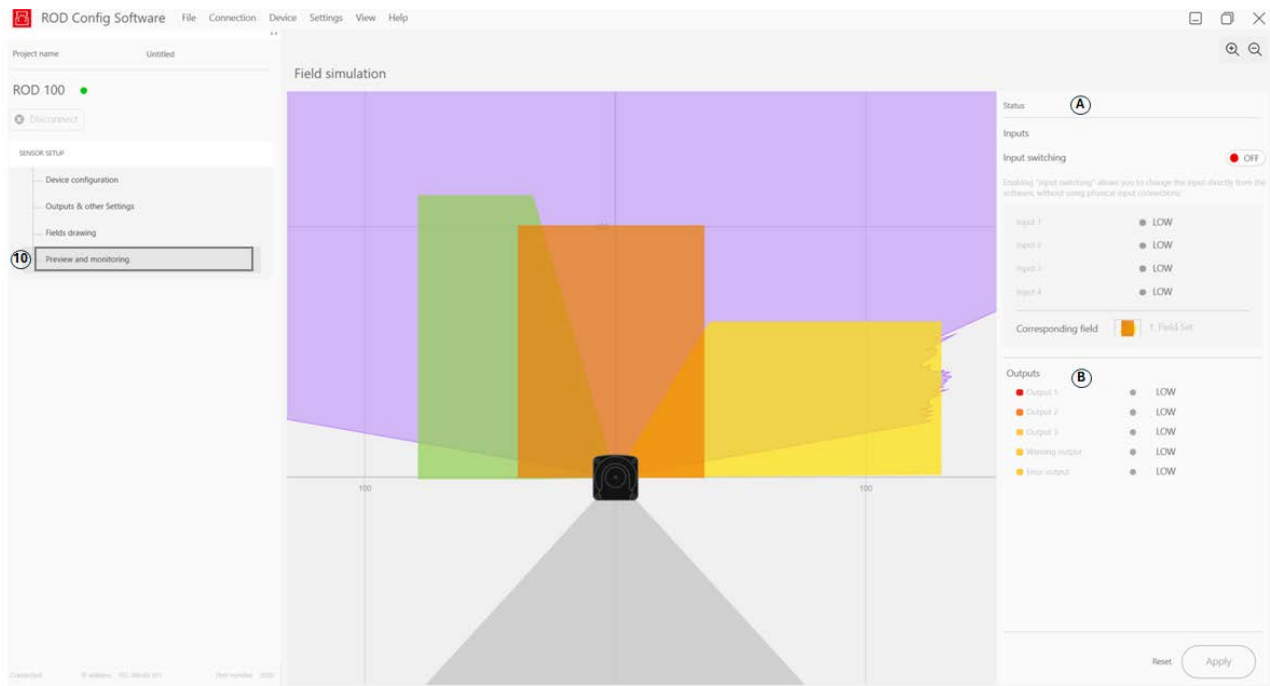 ROD Config Software File Connection Device Settings View Help
Project name Untitled
ROD 100
Disconnect
SENSOR SETUP
Device configuration
Outputs & other Settings
Fields drawing
10 Preview and monitoring
Field simulation
100 100
Status A
Inputs
Input switching OFF
Enabling "input switching" allows you to change the input directly from the
software, without using physical input connections.
Input 1 LOW
Input 2 LOW
Input 3 LOW
Input 4 LOW
Corresponding field 1. Field Set
Outputs B
Output 1 LOW
Output 2 LOW
Output 3 LOW
Warning output LOW
Error output LOW
Reset Apply
Connected IP address Port number